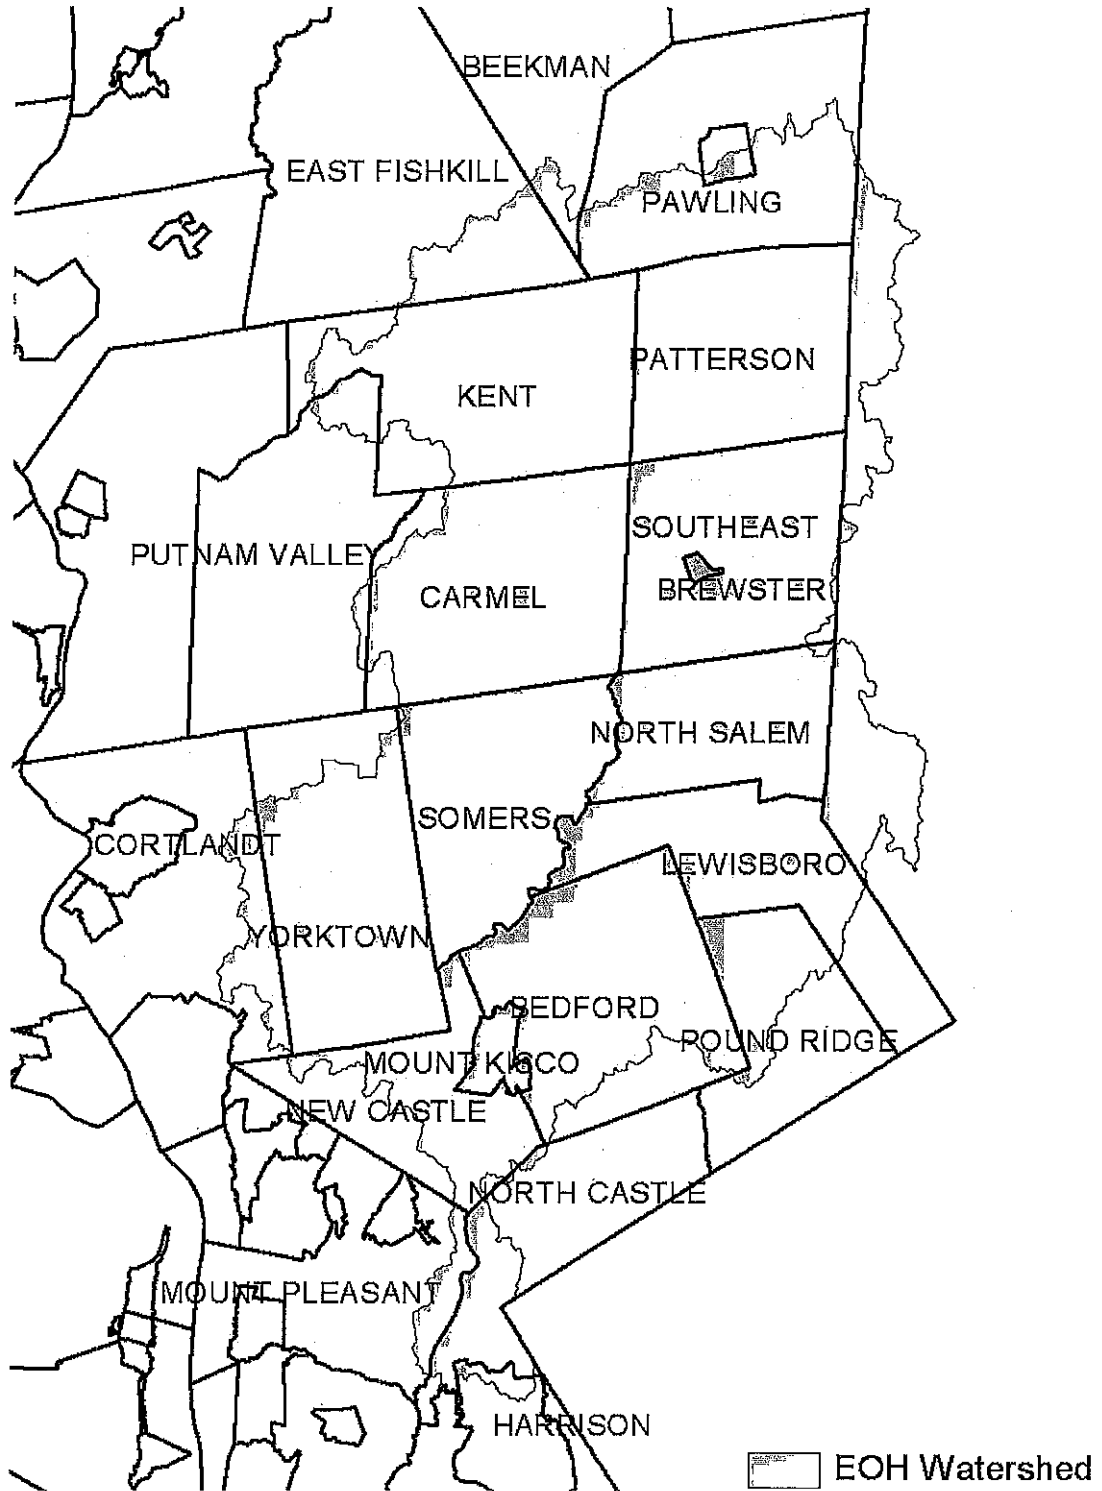 BEEKMAN
EAST FISHKILL
PAWLING
PATTERSON
KENT
SOUTHEAST
PUTNAM VALLEY
BREWSTER
CARMEL
NORTH SALEM
SOMERS
CORTLANDT
LEWISBORO
YORKTOWN
BEDFORD
POUND RIDGE
MOUNT KISCO
NEW CASTLE
NORTH CASTLE
MOUNT PLEASANT
HARRISON
EOH Watershed